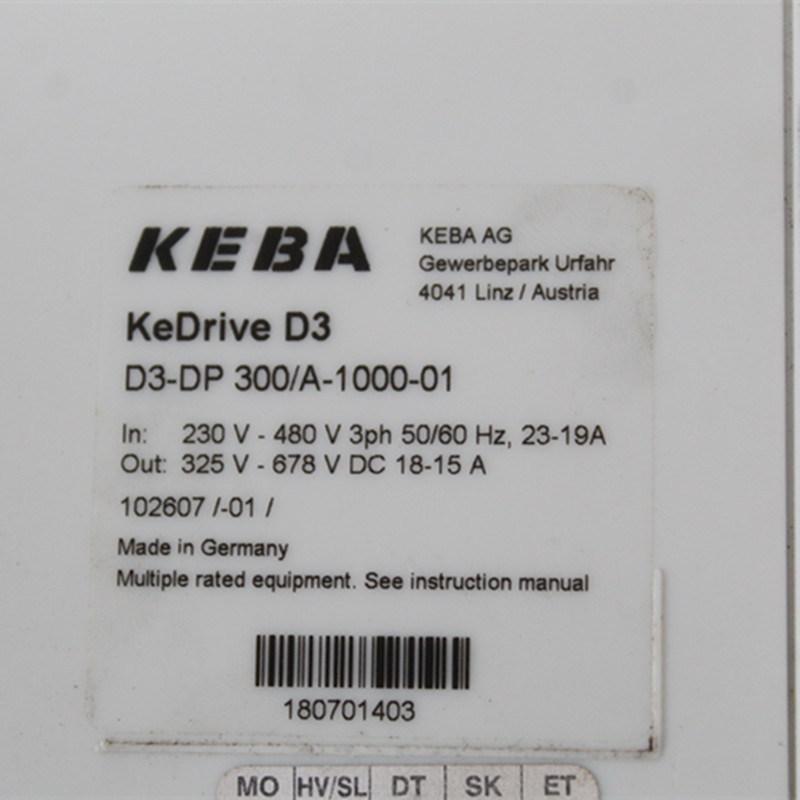 KEBA
KEBA AG
Gewerbepark Urfahr
4041 Linz / Austria
KeDrive D3
D3-DP 300/A-1000-01
In: 230 V - 480 V 3ph 50/60 Hz, 23-19A
Out: 325 V - 678 V DC 18-15 A
102607 /-01 /
Made in Germany
Multiple rated equipment. See instruction manual
180701403
MO HV/SL DT SK ET